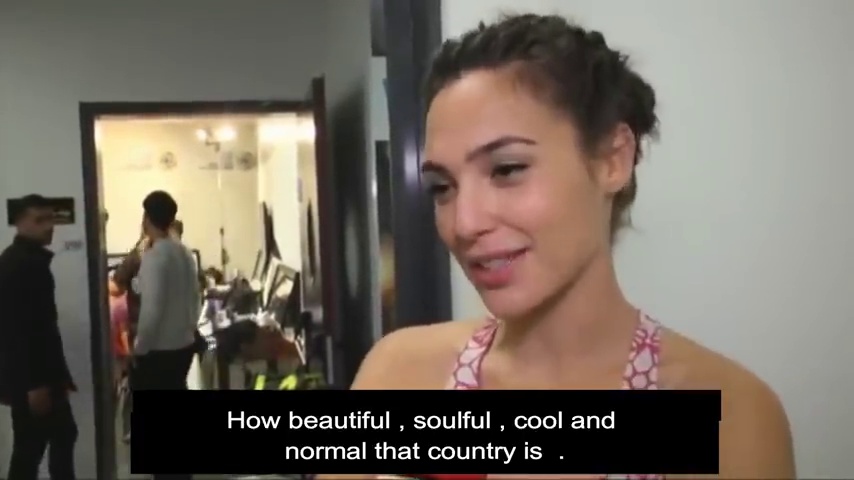 How beautiful , soulful , cool and
normal that country is  .